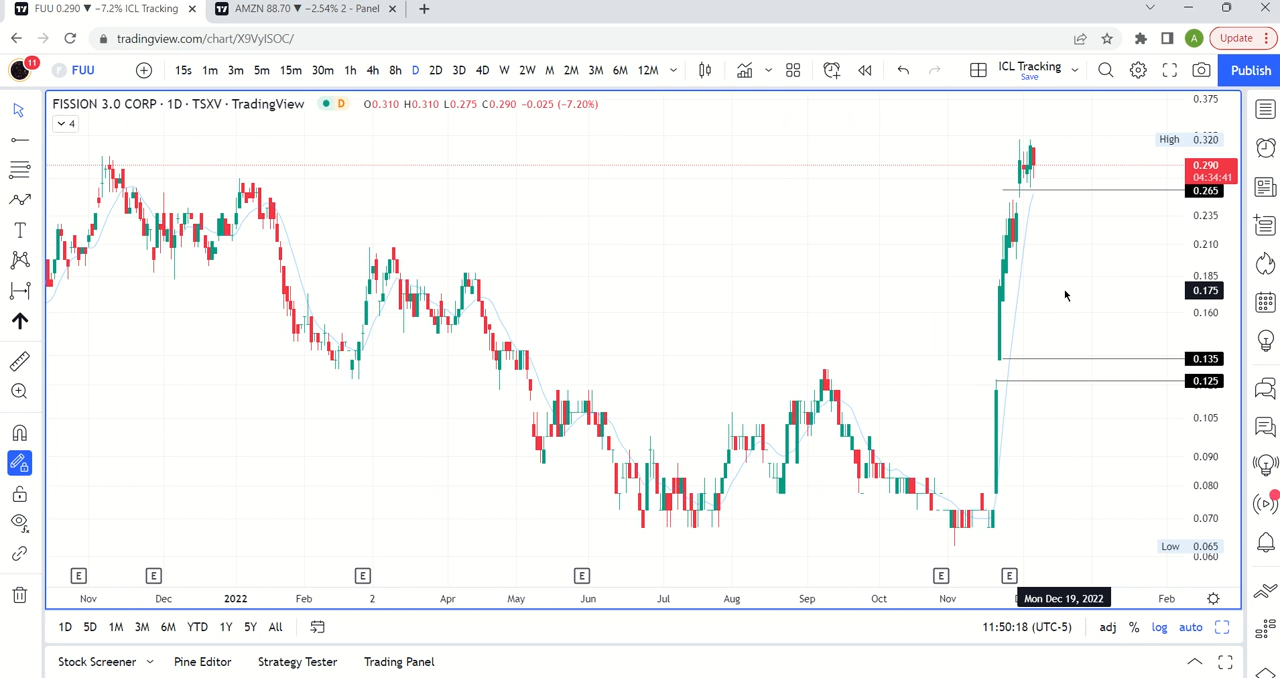 FUU 0.290 ▼ −7.2% ICL Tracking
AMZN 88.70 ▼ −2.54% 2 - Panel
tradingview.com/chart/X9VyISOC/
A
Update
11
FUU
15s 1m 3m 5m 15m 30m 1h 4h 8h D 2D 3D 4D W 2W M 2M 3M 6M 12M
ICL Tracking
Save
Publish
FISSION 3.0 CORP · 1D · TSXV · TradingView
D
O0.310 H0.310 L0.275 C0.290 −0.025 (−7.20%)
4
0.375
High 0.320
0.290
04:34:41
0.265
0.235
0.210
0.185
0.175
0.160
0.135
0.125
0.105
0.090
0.080
0.070
Low 0.065
0.060
E E E E E E
Nov Dec 2022 Feb 2 Apr May Jun Jul Aug Sep Oct Nov Mon Dec 19, 2022 Feb
1D 5D 1M 3M 6M YTD 1Y 5Y All
11:50:18 (UTC-5) adj % log auto
Stock Screener Pine Editor Strategy Tester Trading Panel